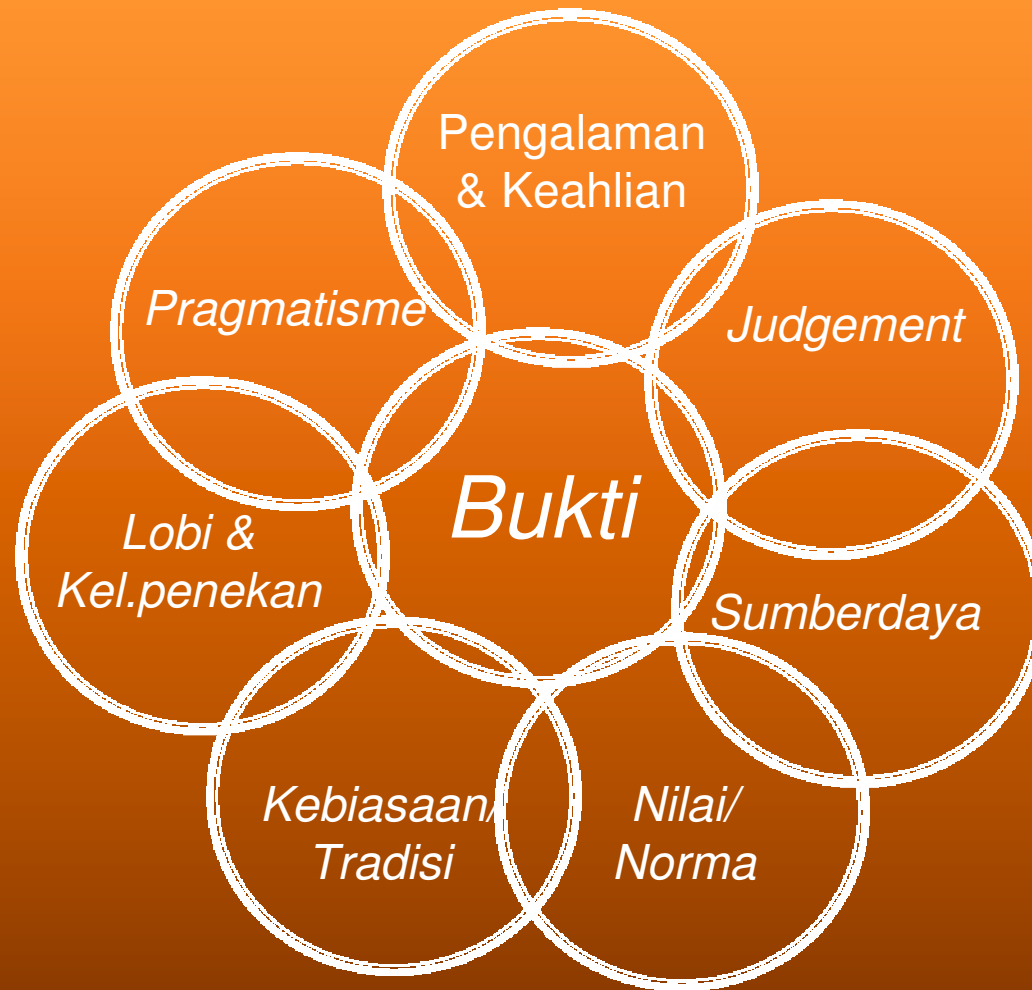 Pengalaman
& Keahlian
Pragmatisme
Judgement
Bukti
Lobi &
Kel.penekan
Sumberdaya
Kebiasaan/
Tradisi
Nilai/
Norma